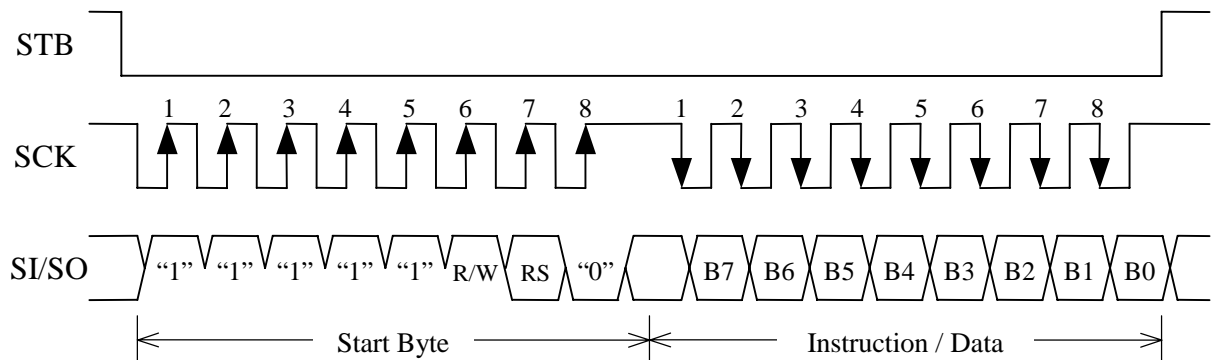 STB
1 2 3 4 5 6 7 8 1 2 3 4 5 6 7 8
SCK
SI/SO “1” “1” “1” “1” “1” R/W RS “0” B7 B6 B5 B4 B3 B2 B1 B0
Start Byte Instruction / Data